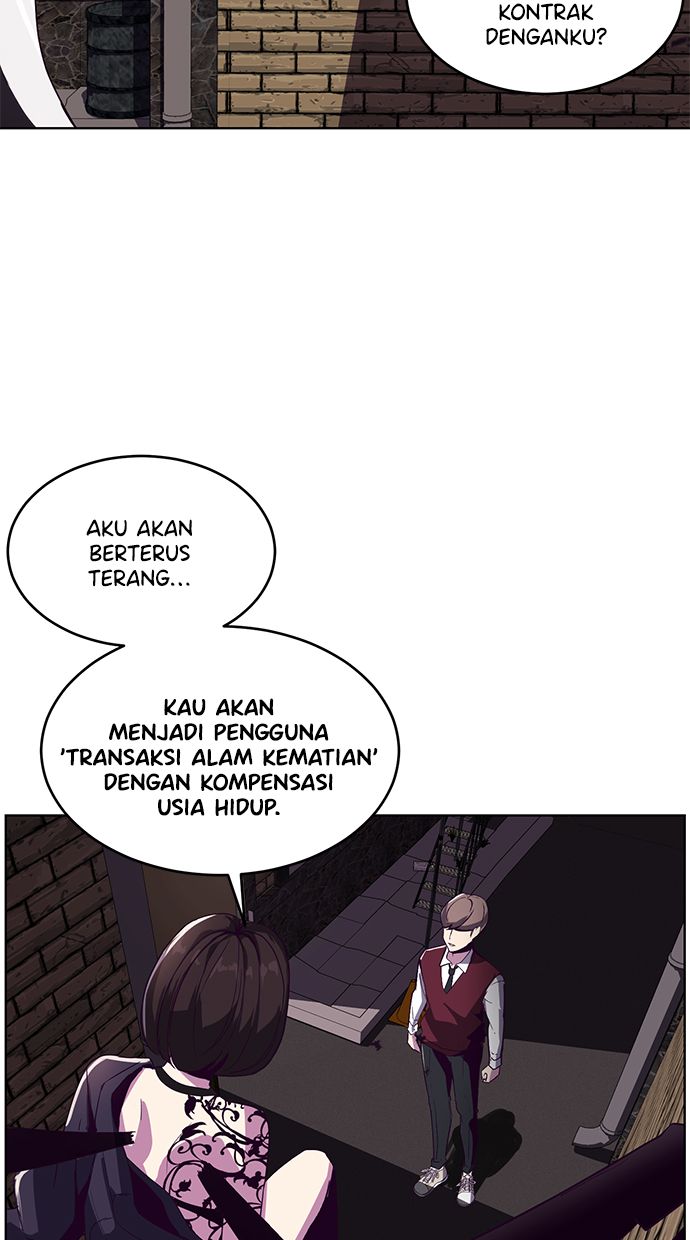 KONTRAK
DENGANKU?
AKU AKAN
BERTERUS
TERANG...
KAU AKAN
MENJADI PENGGUNA
'TRANSAKSI ALAM KEMATIAN'
DENGAN KOMPENSASI
USIA HIDUP.